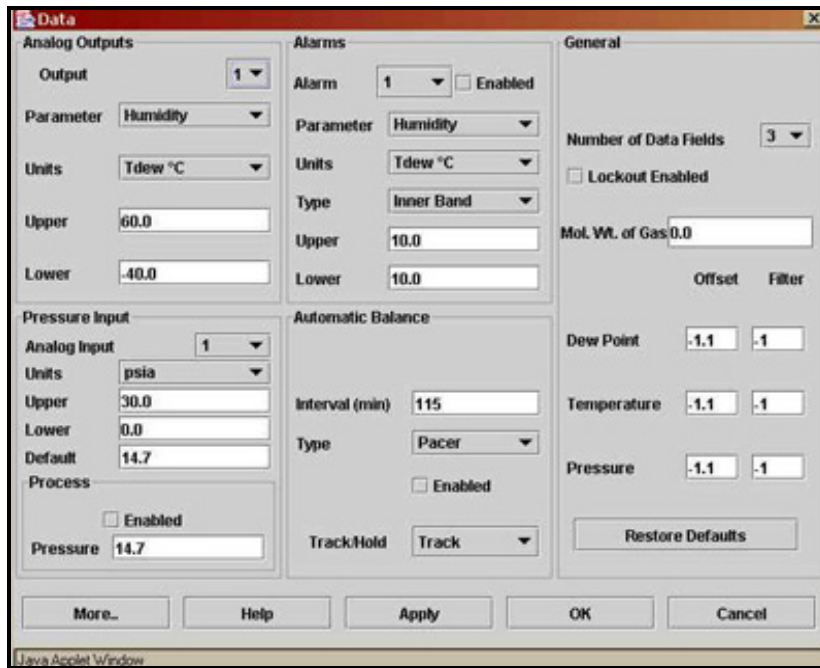 Data
Analog Outputs
Output 1
Parameter Humidity
Units Tdew °C
Upper 60.0
Lower -40.0
Pressure Input
Analog Input 1
Units psia
Upper 30.0
Lower 0.0
Default 14.7
Process
Enabled
Pressure 14.7
Alarms
Alarm 1 Enabled
Parameter Humidity
Units Tdew °C
Type Inner Band
Upper 10.0
Lower 10.0
Automatic Balance
Interval (min) 115
Type Pacer
Enabled
Track/Hold Track
General
Number of Data Fields 3
Lockout Enabled
Mol. Wt. of Gas 0.0
Offset Filter
Dew Point -1.1 -1
Temperature -1.1 -1
Pressure -1.1 -1
Restore Defaults
More.. Help Apply OK Cancel
Java Applet Window